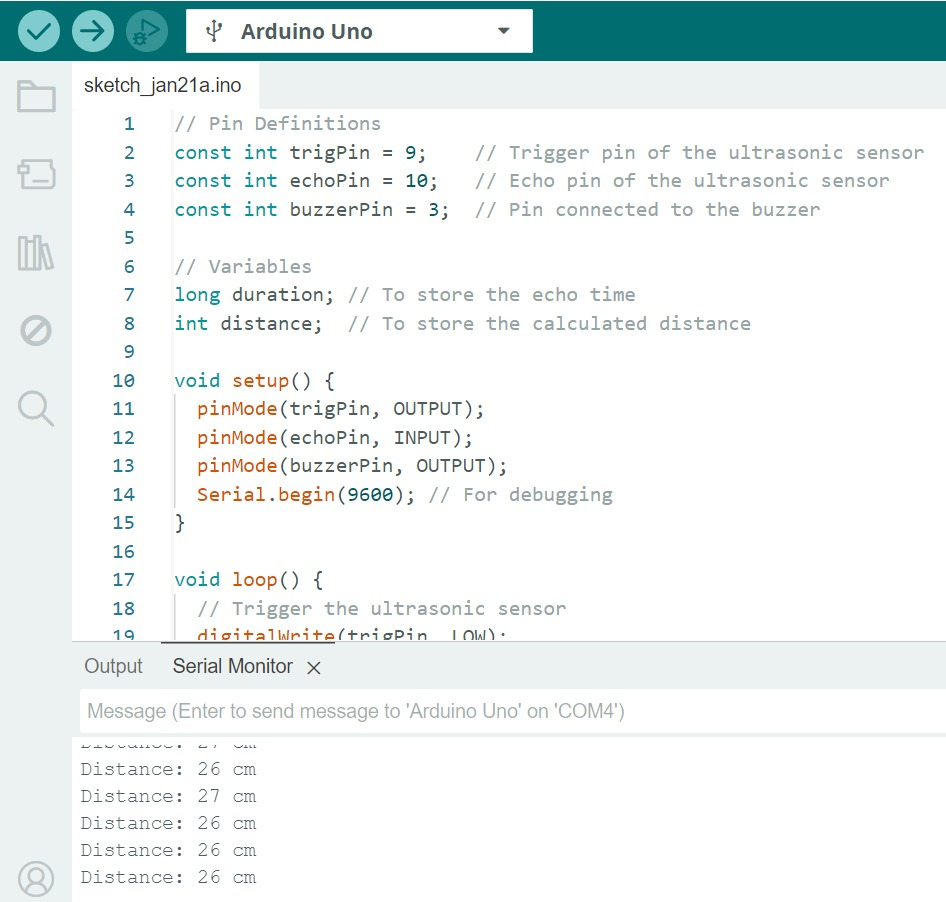 Arduino Uno
sketch_jan21a.ino
1 // Pin Definitions
2 const int trigPin = 9;    // Trigger pin of the ultrasonic sensor
3 const int echoPin = 10;   // Echo pin of the ultrasonic sensor
4 const int buzzerPin = 3;  // Pin connected to the buzzer
5
6 // Variables
7 long duration; // To store the echo time
8 int distance;  // To store the calculated distance
9
10 void setup() {
11   pinMode(trigPin, OUTPUT);
12   pinMode(echoPin, INPUT);
13   pinMode(buzzerPin, OUTPUT);
14   Serial.begin(9600); // For debugging
15 }
16
17 void loop() {
18   // Trigger the ultrasonic sensor
19   digitalWrite(trigPin, LOW);
Output Serial Monitor
Message (Enter to send message to 'Arduino Uno' on 'COM4')
Distance: 27 cm
Distance: 26 cm
Distance: 27 cm
Distance: 26 cm
Distance: 26 cm
Distance: 26 cm